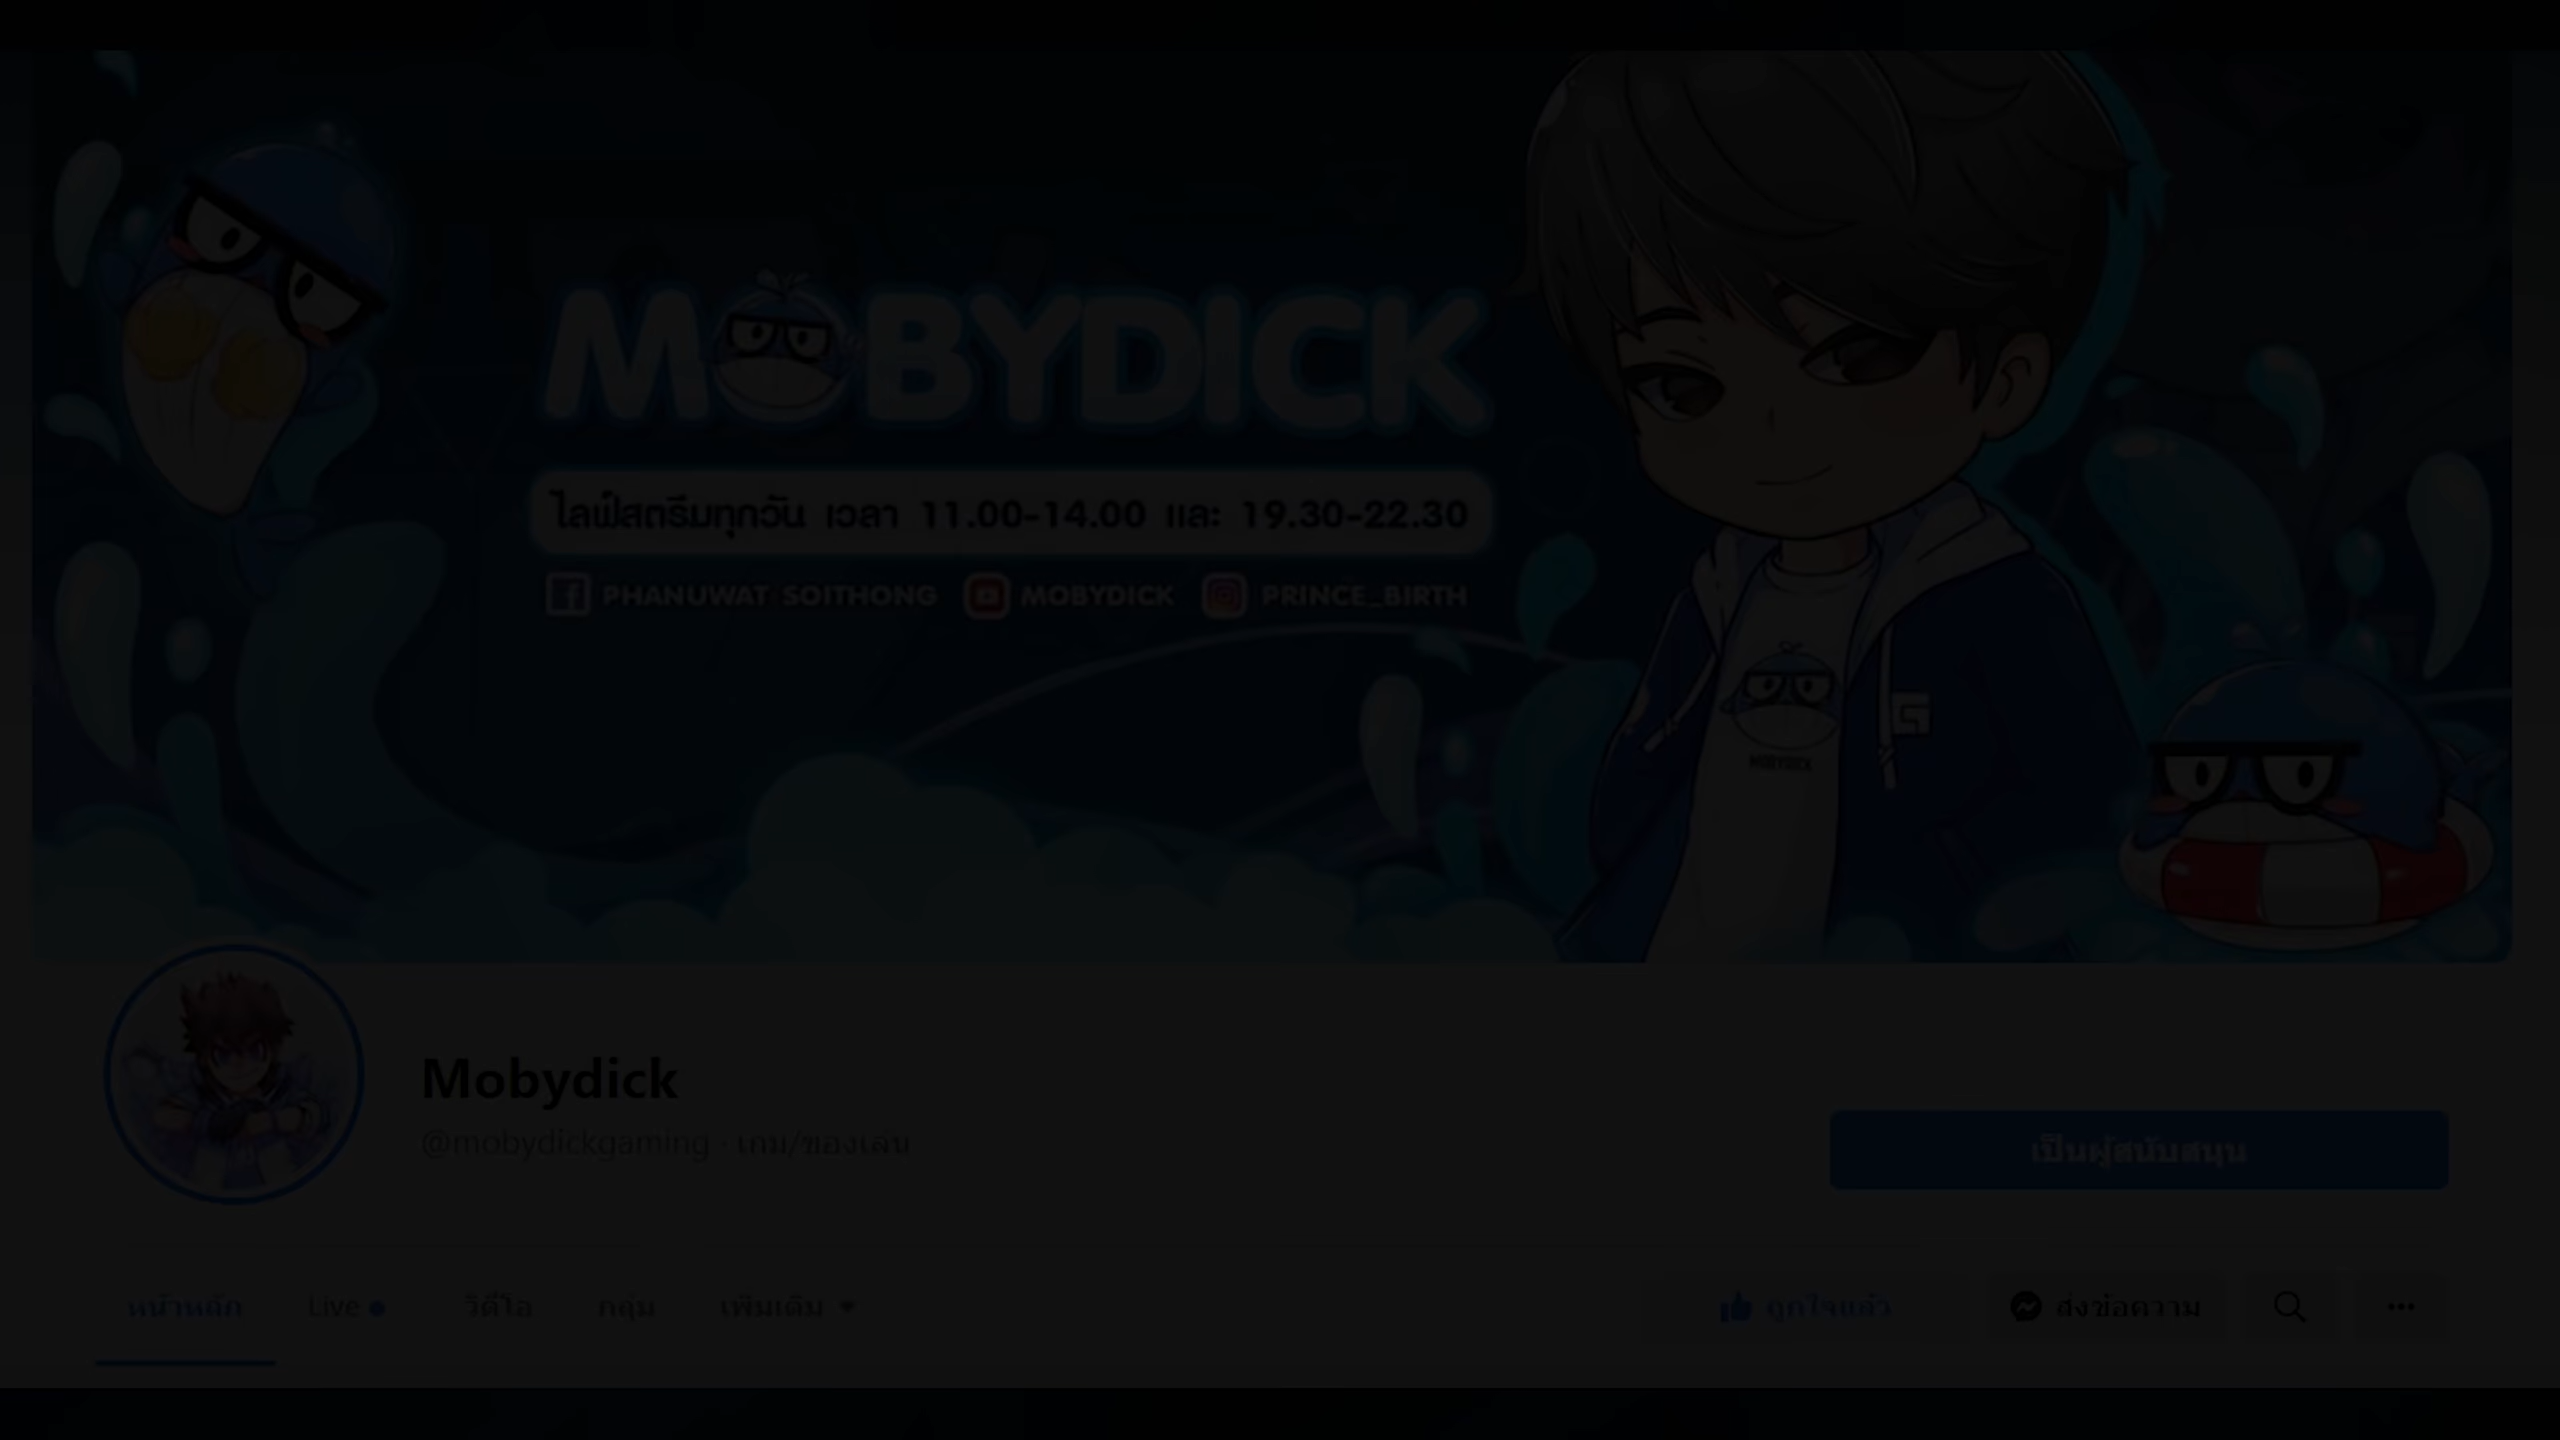 MOBYDICK
ไลฟ์สตรีมทุกวัน เวลา 11.00-14.00 และ 19.30-22.30
PHANUWAT SOITHONG MOBYDICK PRINCE_BIRTH
MOBYDICK
Mobydick
@mobydickgaming · เกม/ของเล่น
เป็นผู้สนับสนุน
หน้าหลัก Live วิดีโอ กลุ่ม เพิ่มเติม ถูกใจแล้ว ส่งข้อความ